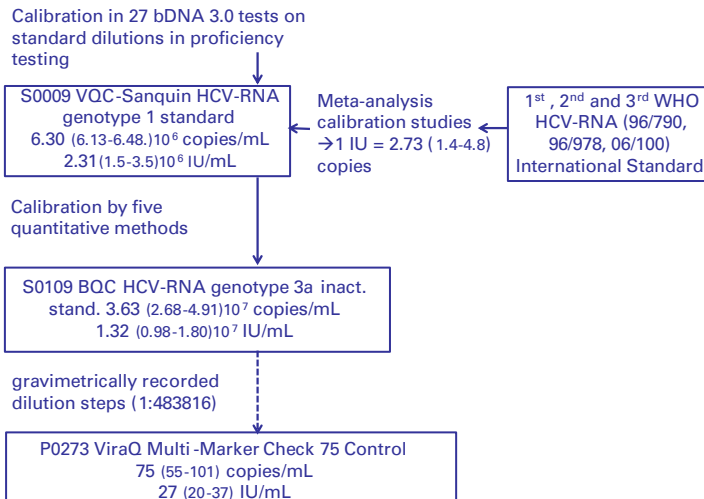 Calibration in 27 bDNA 3.0 tests on
standard dilutions in proficiency
testing
S0009 VQC-Sanquin HCV-RNA
genotype 1 standard
6.30 (6.13-6.48.)10⁶ copies/mL
2.31(1.5-3.5)10⁶ IU/mL
Meta-analysis
calibration studies
→1 IU = 2.73 (1.4-4.8)
copies
1st , 2nd and 3rd WHO
HCV-RNA (96/790,
96/978, 06/100)
International Standard
Calibration by five
quantitative methods
S0109 BQC HCV-RNA genotype 3a inact.
stand. 3.63 (2.68-4.91)10⁷ copies/mL
1.32 (0.98-1.80)10⁷ IU/mL
gravimetrically recorded
dilution steps (1:483816)
P0273 ViraQ Multi-Marker Check 75 Control
75 (55-101) copies/mL
27 (20-37) IU/mL